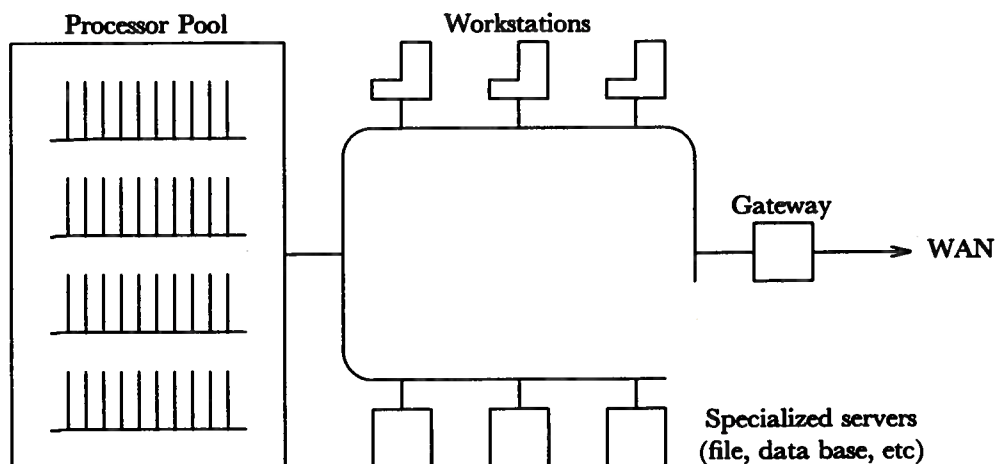 Processor Pool
Workstations
Gateway
WAN
Specialized servers
(file, data base, etc)